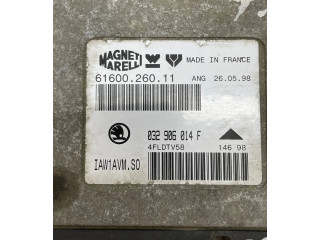 MAGNETI MARELLI MADE IN FRANCE
61600.260.11 ANG 26.05.98
032 906 014 F
4FLDTV58 146 98
IAW1AVM.SO